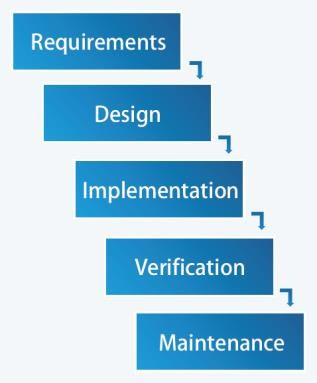 Requirements
Design
Implementation
Verification
Maintenance